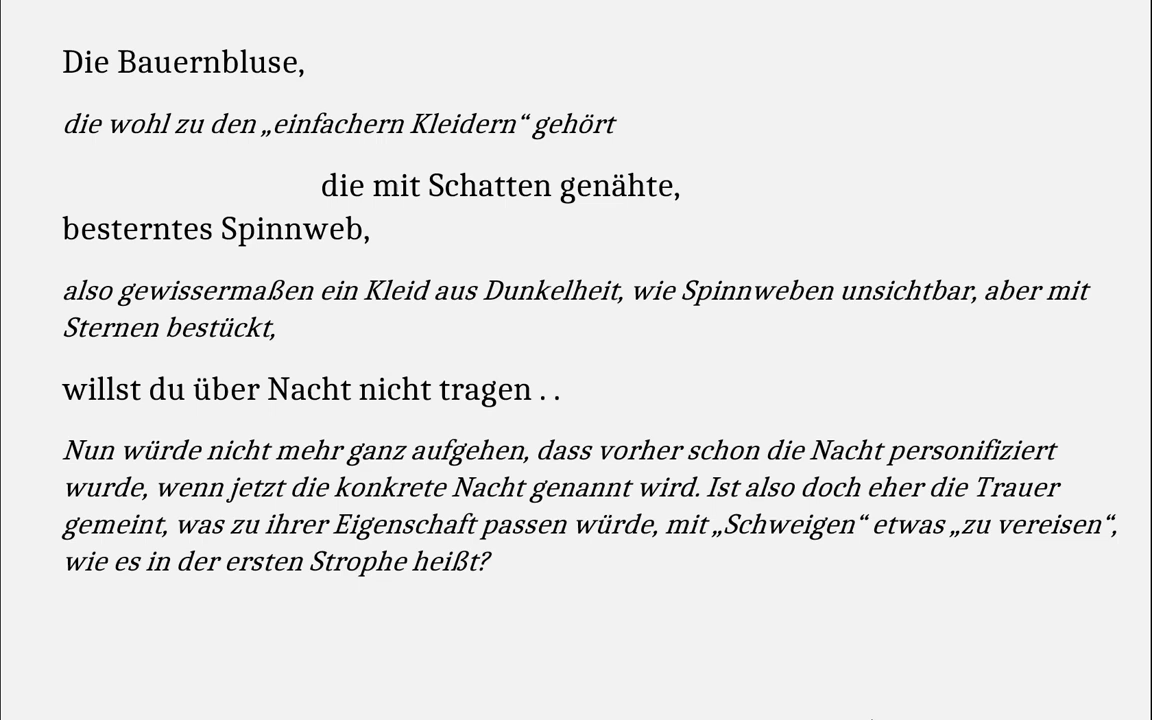 Die Bauernbluse,
die wohl zu den „einfachern Kleidern“ gehört
die mit Schatten genähte,
besterntes Spinnweb,
also gewissermaßen ein Kleid aus Dunkelheit, wie Spinnweben unsichtbar, aber mit
Sternen bestückt,
willst du über Nacht nicht tragen . .
Nun würde nicht mehr ganz aufgehen, dass vorher schon die Nacht personifiziert
wurde, wenn jetzt die konkrete Nacht genannt wird. Ist also doch eher die Trauer
gemeint, was zu ihrer Eigenschaft passen würde, mit „Schweigen“ etwas „zu vereisen“,
wie es in der ersten Strophe heißt?